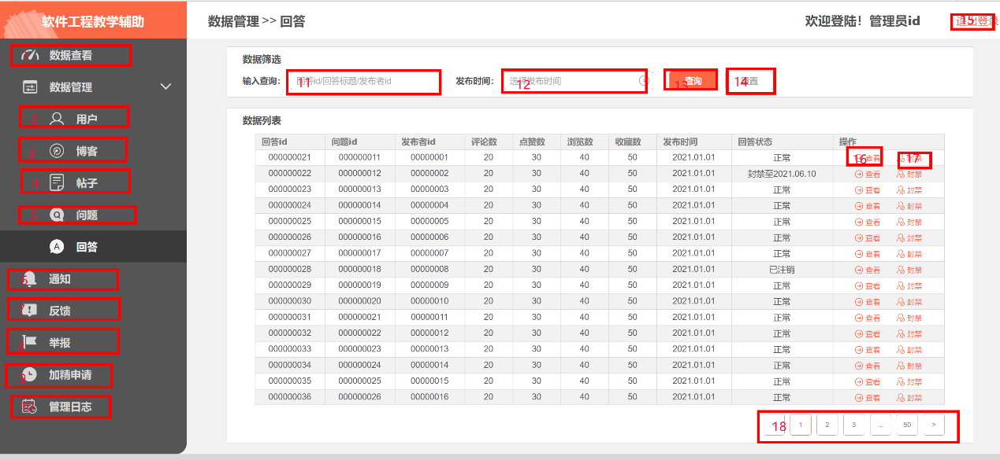 软件工程教学辅助
数据管理 >> 回答
欢迎登陆！管理员id
15
数据查看
数据管理
2 用户
3 博客
4 帖子
5 问题
回答
6 通知
7 反馈
8 举报
9 加精申请
管理日志
数据筛选
输入查询: 11 回答id/回答标题/发布者id
发布时间: 12 选择发布时间
13 查询
14
数据列表
回答id 问题id 发布者id 评论数 点赞数 浏览数 收藏数 发布时间 回答状态 操作
000000021 000000011 00000001 20 30 40 50 2021.01.01 正常 16 查看 17 封禁
000000022 000000012 00000002 20 30 40 50 2021.01.01 封禁至2021.06.10 查看 封禁
000000023 000000013 00000003 20 30 40 50 2021.01.01 正常 查看 封禁
000000024 000000014 00000004 20 30 40 50 2021.01.01 正常 查看 封禁
000000025 000000015 00000005 20 30 40 50 2021.01.01 正常 查看 封禁
000000026 000000016 00000006 20 30 40 50 2021.01.01 正常 查看 封禁
000000027 000000017 00000007 20 30 40 50 2021.01.01 正常 查看 封禁
000000028 000000018 00000008 20 30 40 50 2021.01.01 已注销 查看 封禁
000000029 000000019 00000009 20 30 40 50 2021.01.01 正常 查看 封禁
000000030 000000020 00000010 20 30 40 50 2021.01.01 正常 查看 封禁
000000031 000000021 00000011 20 30 40 50 2021.01.01 正常 查看 封禁
000000032 000000022 00000012 20 30 40 50 2021.01.01 正常 查看 封禁
000000033 000000023 00000013 20 30 40 50 2021.01.01 正常 查看 封禁
000000034 000000024 00000014 20 30 40 50 2021.01.01 正常 查看 封禁
000000035 000000025 00000015 20 30 40 50 2021.01.01 正常 查看 封禁
000000036 000000026 00000016 20 30 40 50 2021.01.01 正常 查看 封禁
18 < 1 2 3 ... 50 >